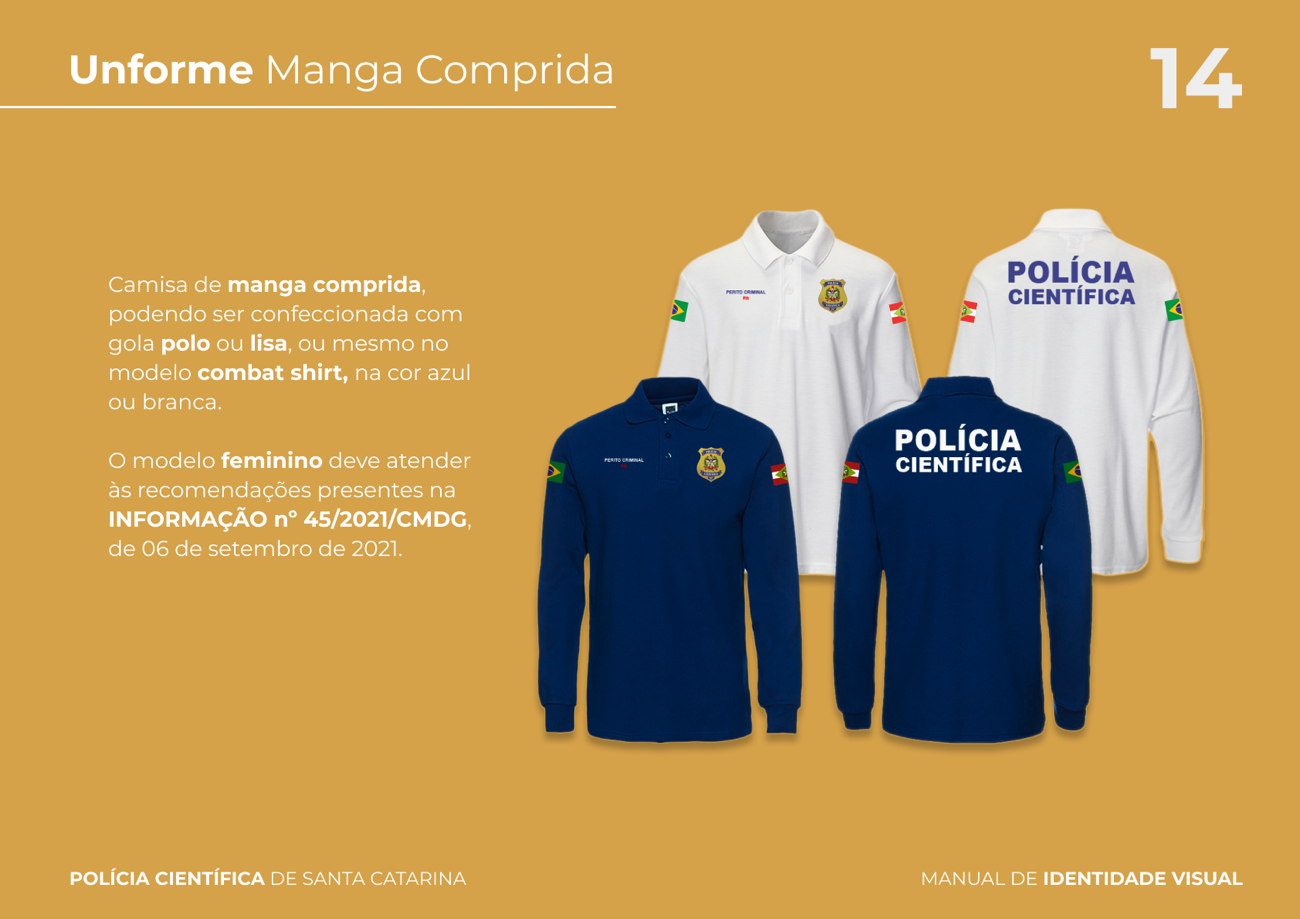 Unforme Manga Comprida
14
Camisa de manga comprida,
podendo ser confeccionada com
gola polo ou lisa, ou mesmo no
modelo combat shirt, na cor azul
ou branca.
O modelo feminino deve atender
às recomendações presentes na
INFORMAÇÃO nº 45/2021/CMDG,
de 06 de setembro de 2021.
PERITO CRIMINAL
POLÍCIA
CIENTÍFICA
PERITO CRIMINAL
POLÍCIA
CIENTÍFICA
POLÍCIA CIENTÍFICA DE SANTA CATARINA
MANUAL DE IDENTIDADE VISUAL